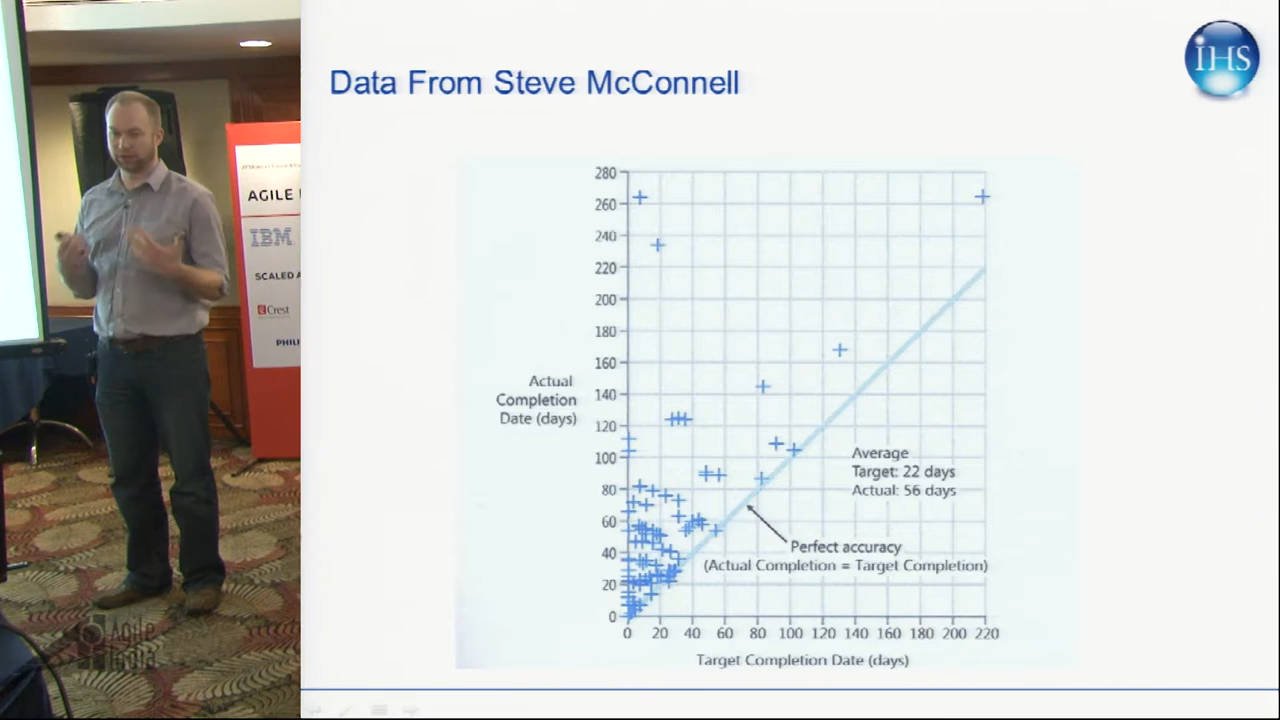 Data From Steve McConnell
IHS
AGILE
IBM
SCALED A
Crest
PHILI
Agile
India
280
260
240
220
200
180
160
140
120
100
80
60
40
20
0
Actual
Completion
Date (days)
Average
Target: 22 days
Actual: 56 days
Perfect accuracy
(Actual Completion = Target Completion)
0 20 40 60 80 100 120 140 160 180 200 220
Target Completion Date (days)